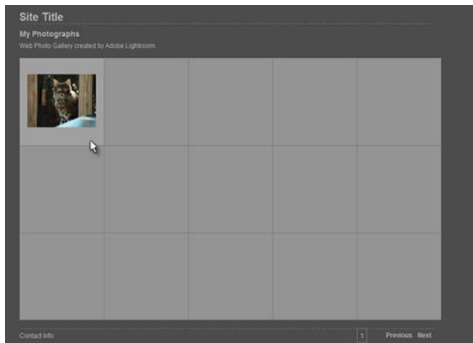 Site Title
My Photographs
Web Photo Gallery created by Adobe Lightroom.
Contact Info
1 Previous Next